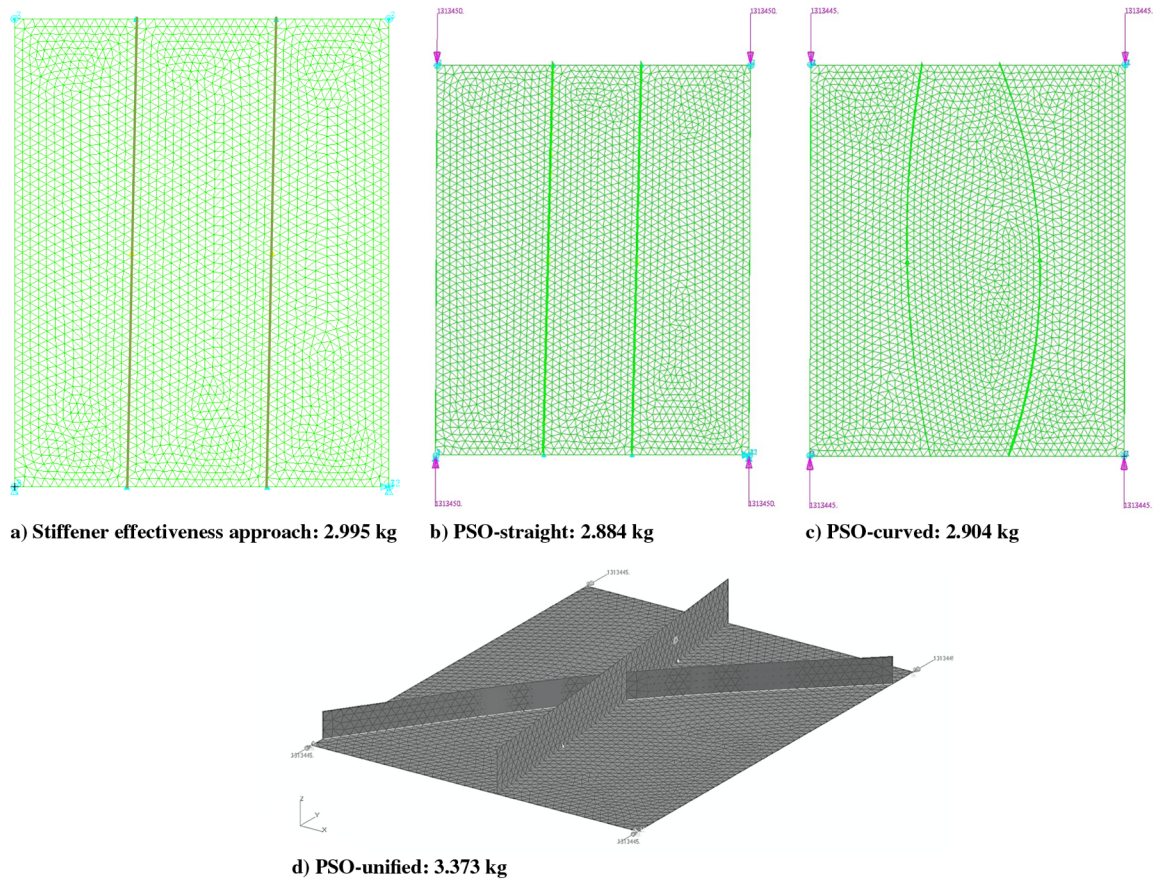 1313450.
1313450.
1313445.
1313445.
1313450.
1313450.
1313445.
1313445.
a) Stiffener effectiveness approach: 2.995 kg
b) PSO-straight: 2.884 kg
c) PSO-curved: 2.904 kg
1313445.
1313445
1313445.
1313445.
Z
Y
X
d) PSO-unified: 3.373 kg